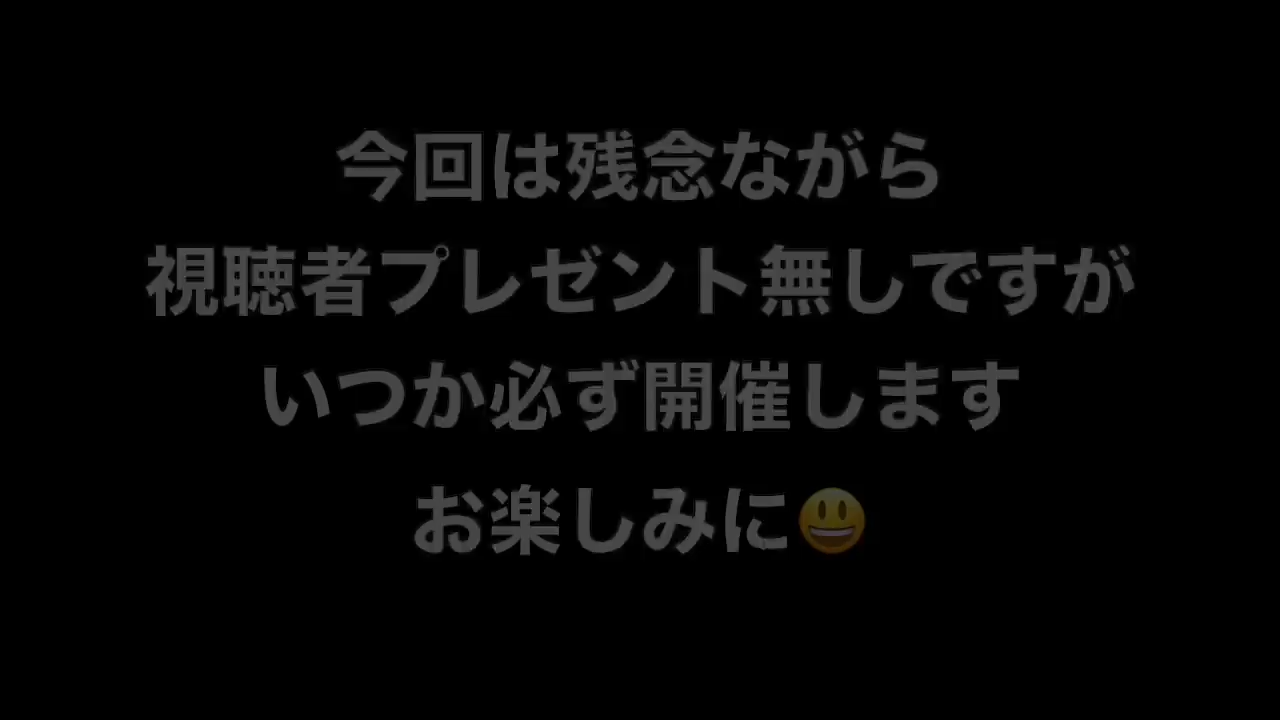 今回は残念ながら
視聴者プレゼント無しですが
いつか必ず開催します
お楽しみに😃